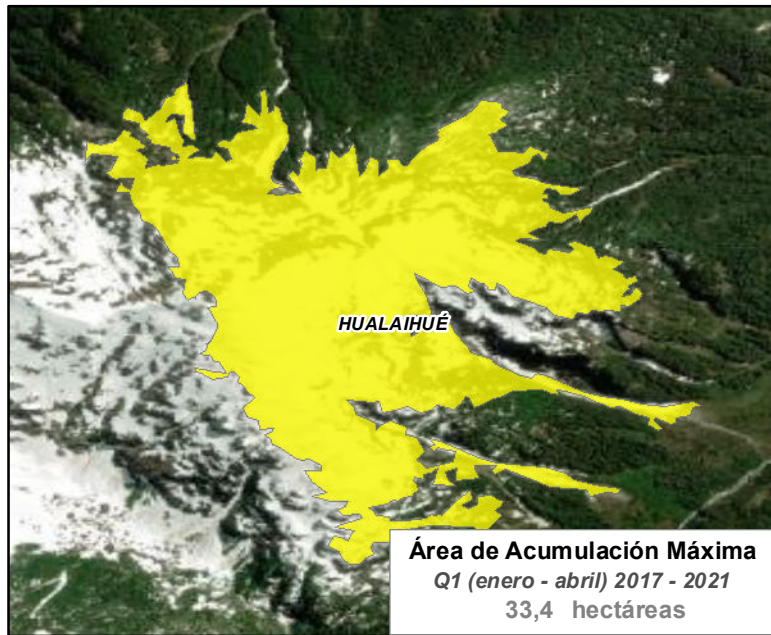 HUALAIHUÉ
Área de Acumulación Máxima
Q1 (enero - abril) 2017 - 2021
33,4 hectáreas